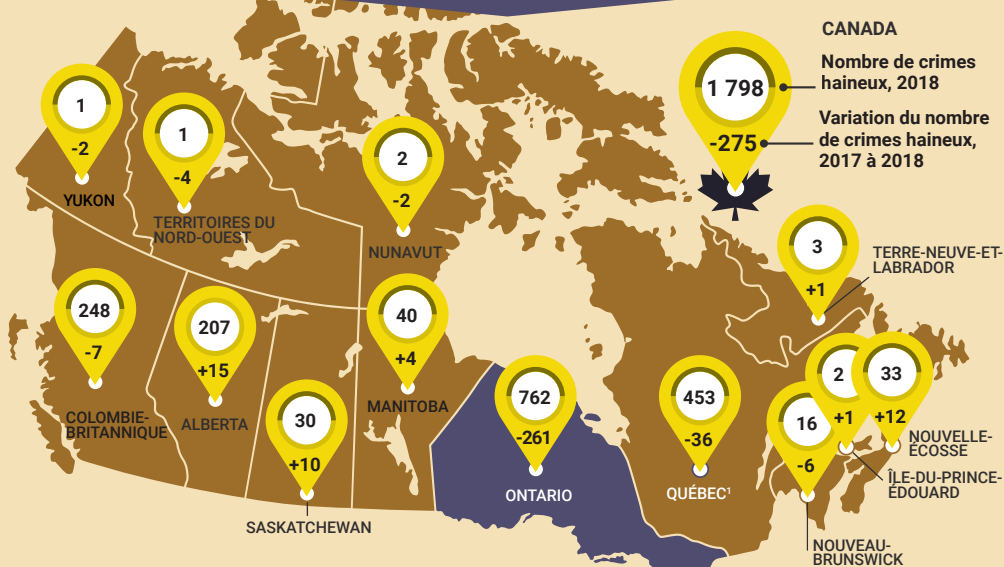 CANADA
Nombre de crimes
haineux, 2018
1 798
Variation du nombre
de crimes haineux,
2017 à 2018
-275
1
-2
YUKON
1
-4
TERRITOIRES DU
NORD-OUEST
2
-2
NUNAVUT
3
+1
TERRE-NEUVE-ET-
LABRADOR
248
-7
COLOMBIE-
BRITANNIQUE
207
+15
ALBERTA
30
+10
SASKATCHEWAN
40
+4
MANITOBA
762
-261
ONTARIO
453
-36
QUÉBEC¹
16
-6
NOUVEAU-
BRUNSWICK
2
+1
ÎLE-DU-PRINCE-
ÉDOUARD
33
+12
NOUVELLE-
ÉCOSSE